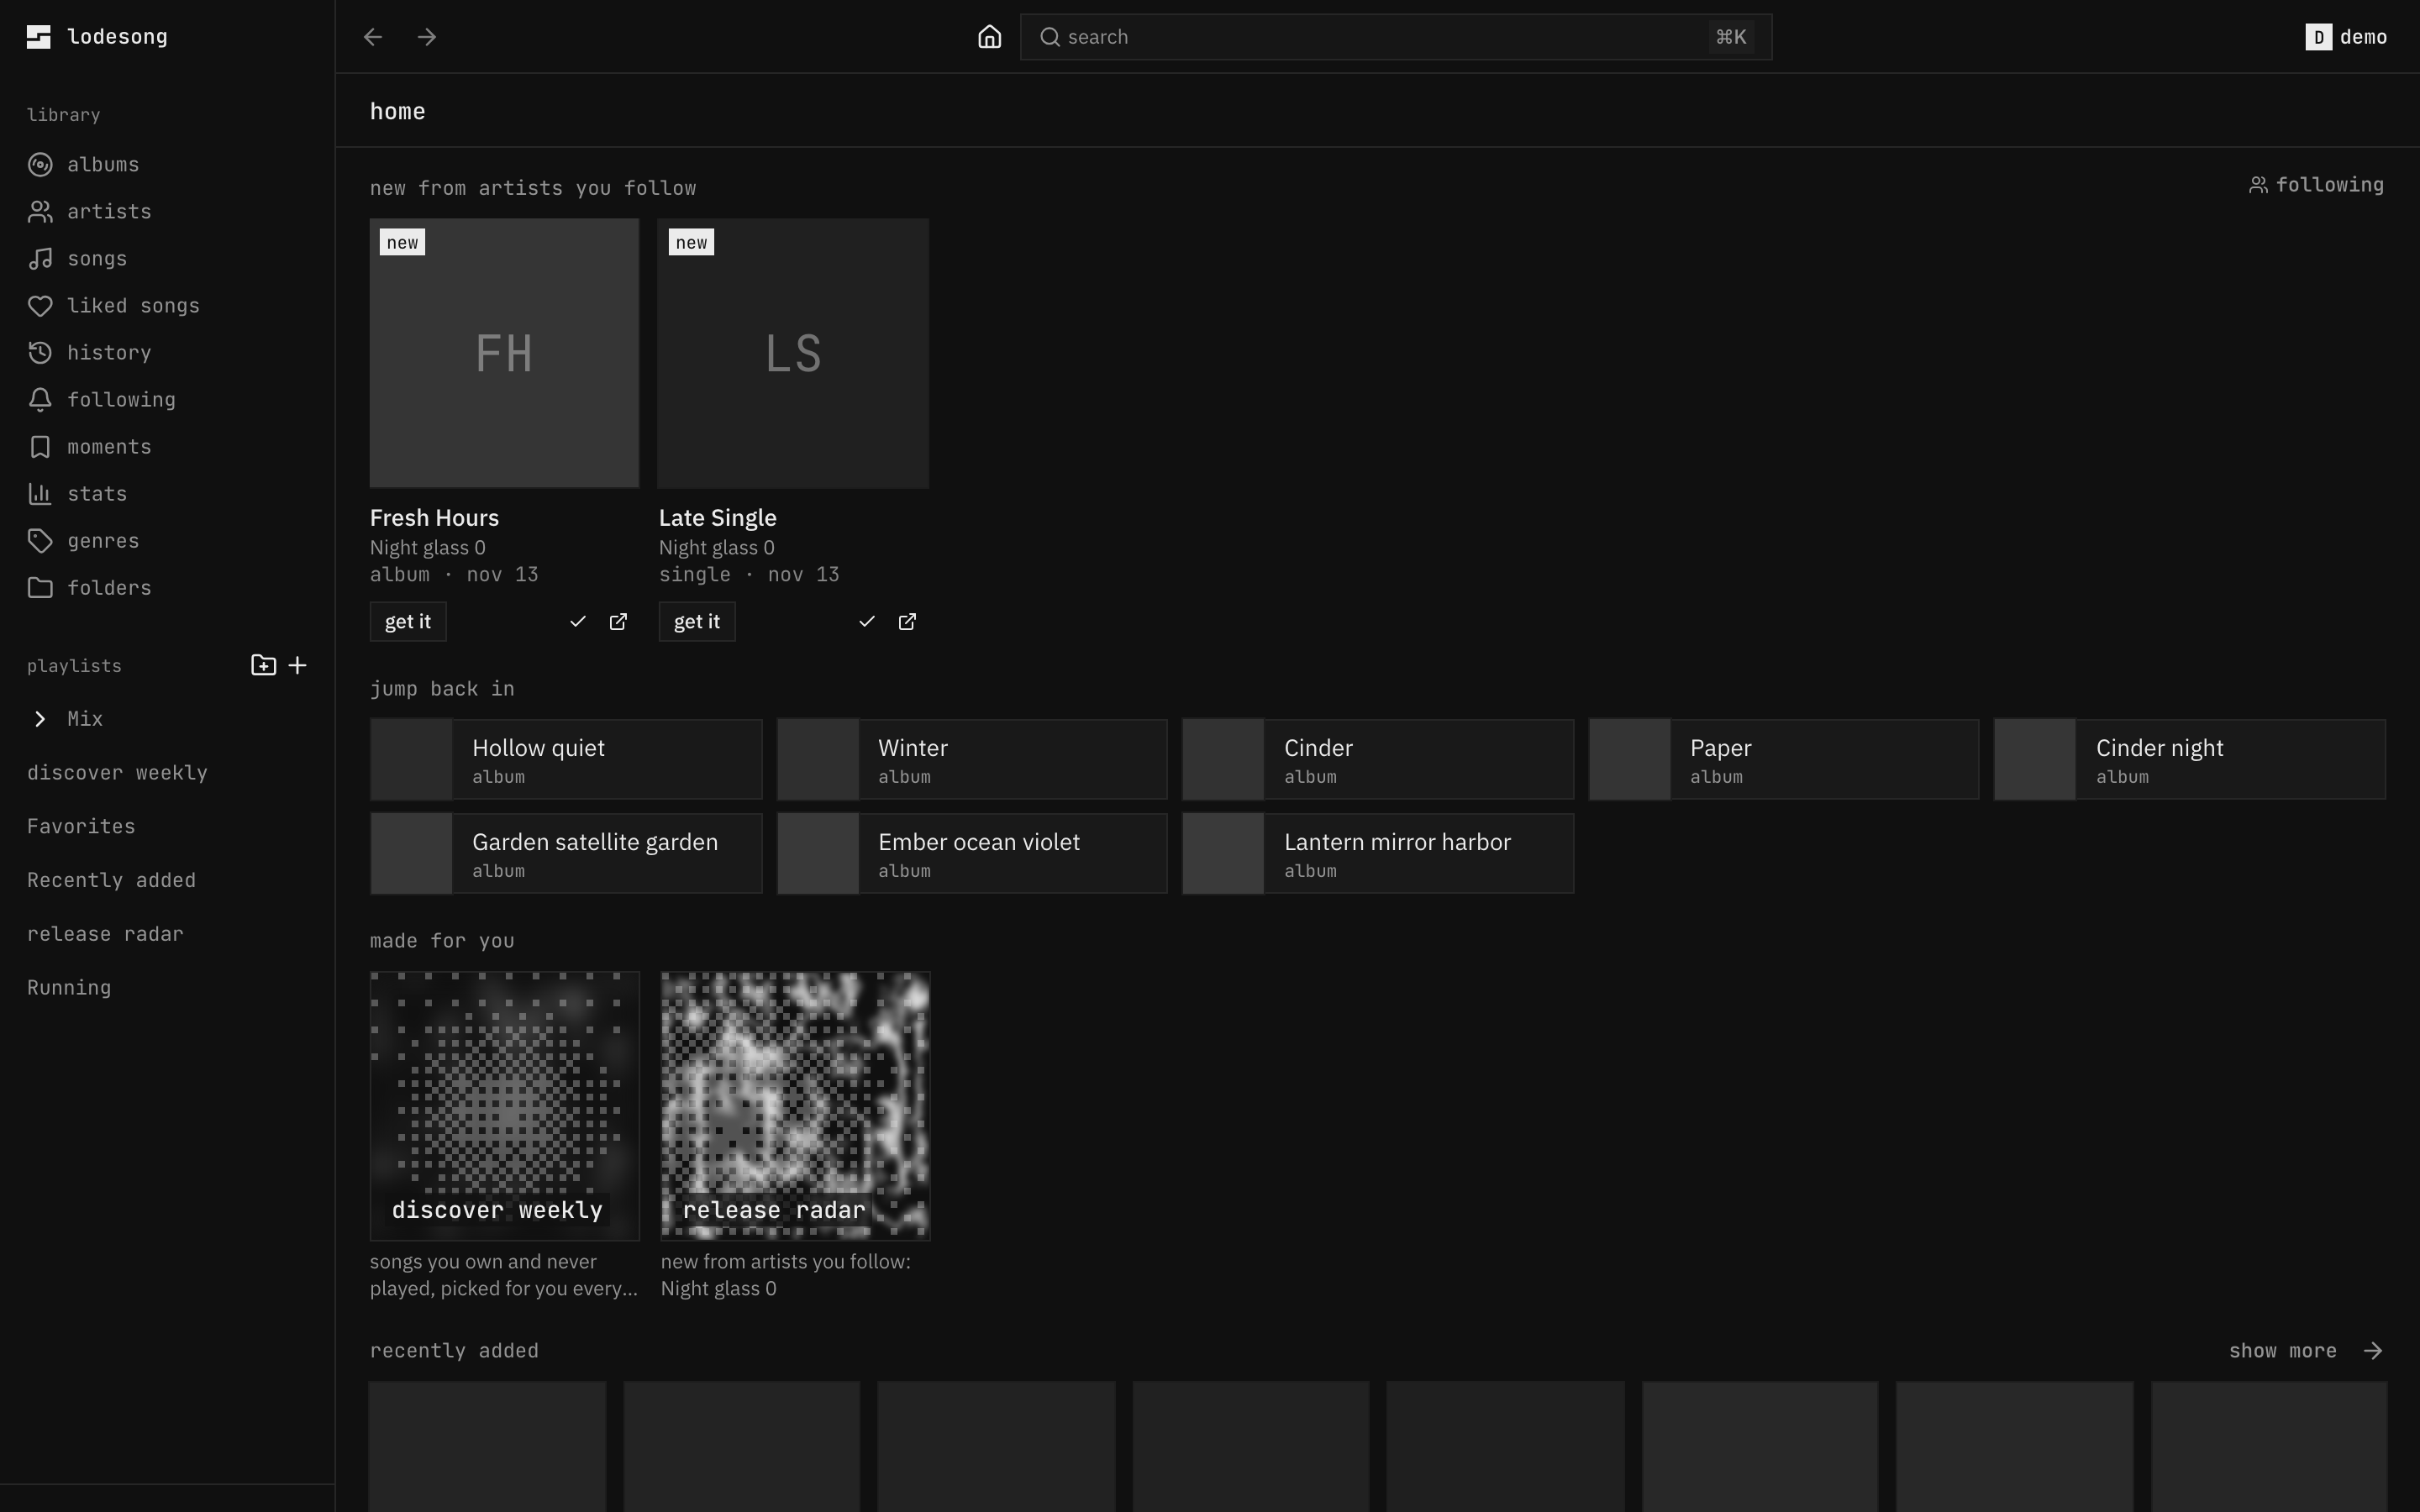 lodesong
search
⌘K
D demo
library
albums
artists
songs
liked songs
history
following
moments
stats
genres
folders
playlists
Mix
discover weekly
Favorites
Recently added
release radar
Running
home
new from artists you follow
following
new
FH
Fresh Hours
Night glass 0
album · nov 13
get it
new
LS
Late Single
Night glass 0
single · nov 13
get it
jump back in
Hollow quiet
album
Winter
album
Cinder
album
Paper
album
Cinder night
album
Garden satellite garden
album
Ember ocean violet
album
Lantern mirror harbor
album
made for you
discover weekly
songs you own and never
played, picked for you every...
release radar
new from artists you follow:
Night glass 0
recently added
show more